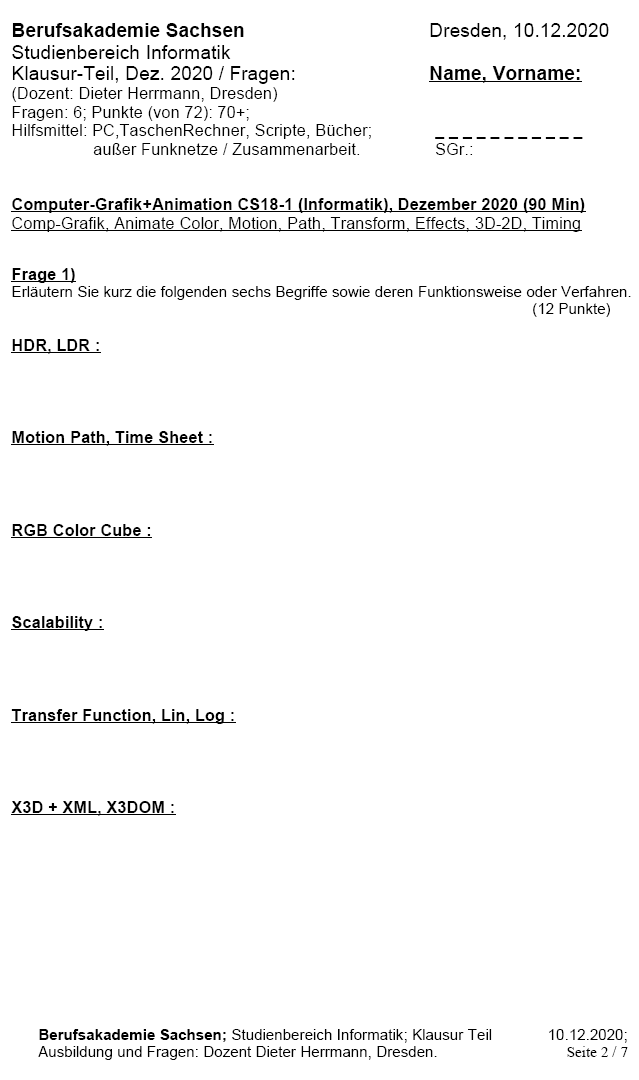 Berufsakademie Sachsen Dresden, 10.12.2020
Studienbereich Informatik
Klausur-Teil, Dez. 2020 / Fragen: Name, Vorname:
(Dozent: Dieter Herrmann, Dresden)
Fragen: 6; Punkte (von 72): 70+;
Hilfsmittel: PC,TaschenRechner, Scripte, Bücher; _ _ _ _ _ _ _ _ _ _ _
außer Funknetze / Zusammenarbeit. SGr.:
Computer-Grafik+Animation CS18-1 (Informatik), Dezember 2020 (90 Min)
Comp-Grafik, Animate Color, Motion, Path, Transform, Effects, 3D-2D, Timing
Frage 1)
Erläutern Sie kurz die folgenden sechs Begriffe sowie deren Funktionsweise oder Verfahren.
(12 Punkte)
HDR, LDR :
Motion Path, Time Sheet :
RGB Color Cube :
Scalability :
Transfer Function, Lin, Log :
X3D + XML, X3DOM :
Berufsakademie Sachsen; Studienbereich Informatik; Klausur Teil 10.12.2020;
Ausbildung und Fragen: Dozent Dieter Herrmann, Dresden. Seite 2 / 7